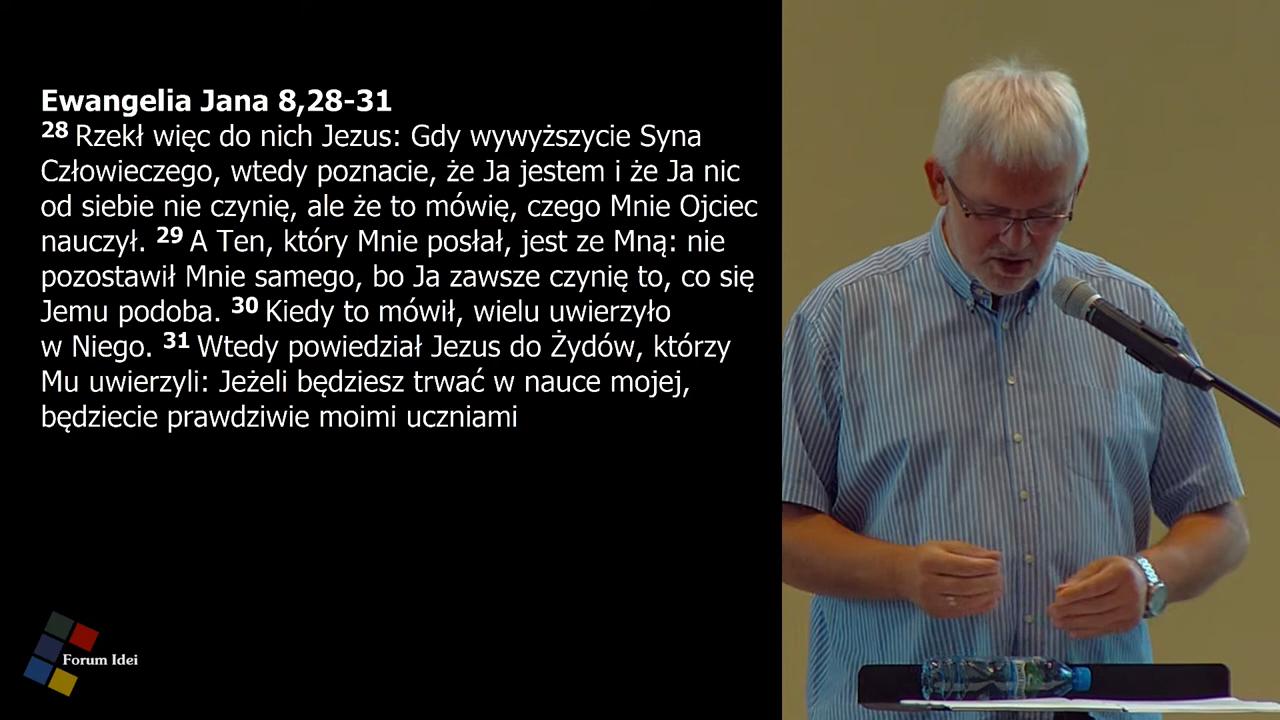 Ewangelia Jana 8,28-31
28 Rzekł więc do nich Jezus: Gdy wywyższycie Syna
Człowieczego, wtedy poznacie, że Ja jestem i że Ja nic
od siebie nie czynię, ale że to mówię, czego Mnie Ojciec
nauczył. 29 A Ten, który Mnie posłał, jest ze Mną: nie
pozostawił Mnie samego, bo Ja zawsze czynię to, co się
Jemu podoba. 30 Kiedy to mówił, wielu uwierzyło
w Niego. 31 Wtedy powiedział Jezus do Żydów, którzy
Mu uwierzyli: Jeżeli będziesz trwać w nauce mojej,
będziecie prawdziwie moimi uczniami
Forum Idei